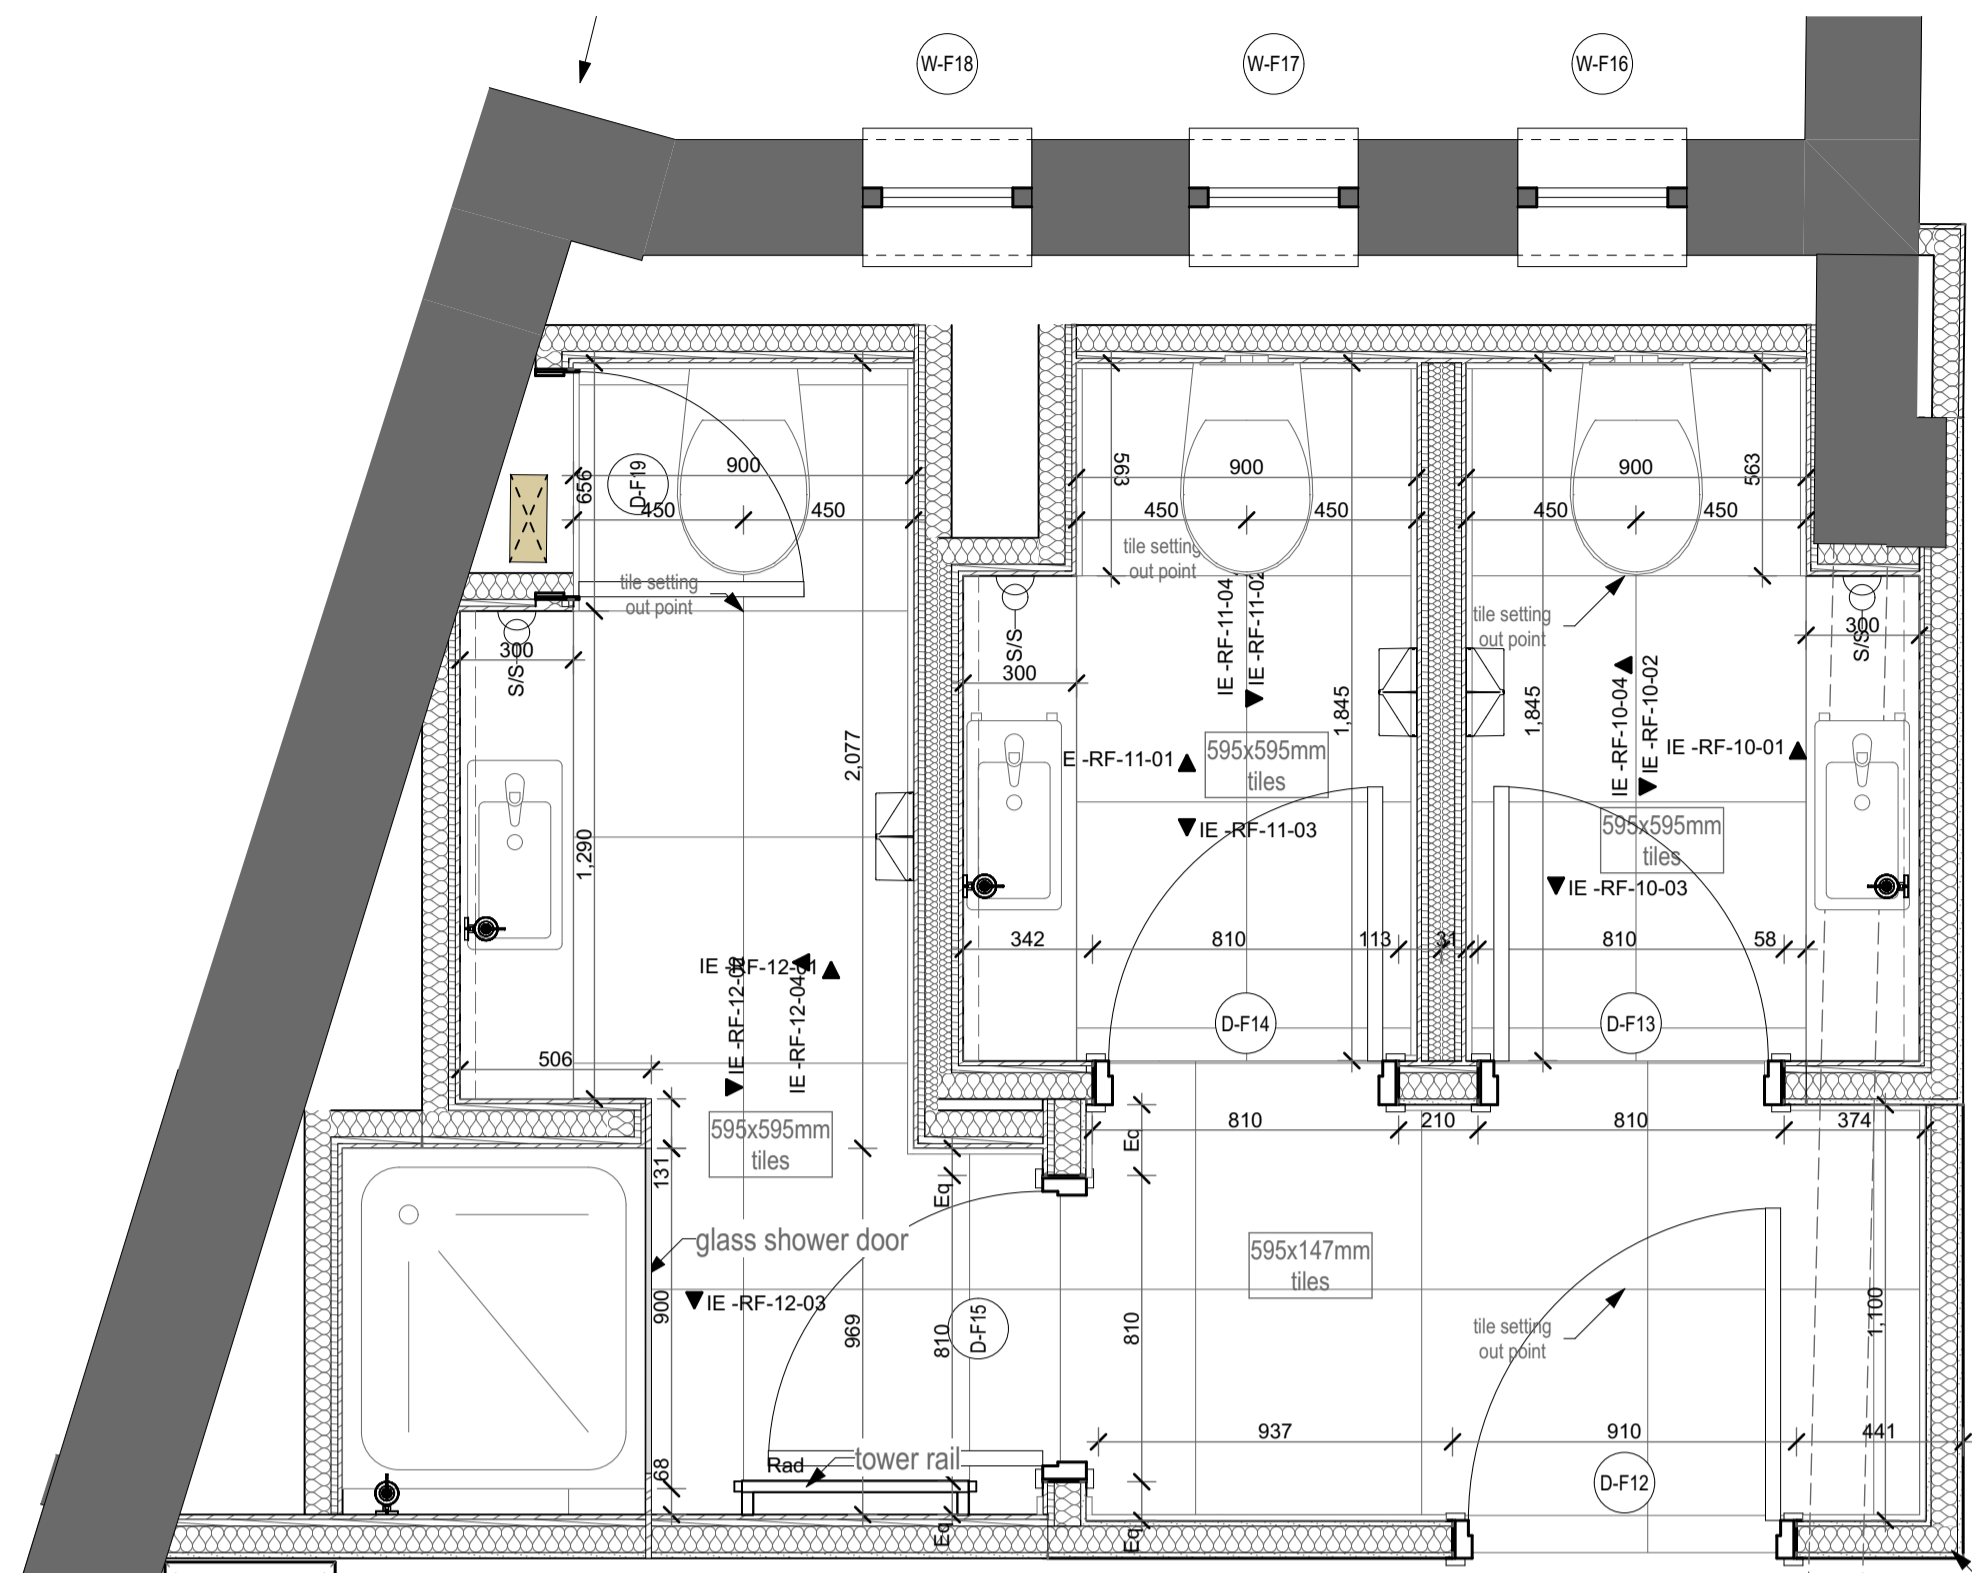 W-F18
W-F17
W-F16
900
900
900
656
D-F19
563
563
450
450
450
450
450
450
tile setting
out point
tile setting
out point
tile setting
out point
IE -RF-11-04
IE -RF-11-02
S/S
300
S/S
300
S/S
300
IE -RF-10-04
IE -RF-10-02
1,845
1,845
2,077
1,290
E -RF-11-01
595x595mm
tiles
IE -RF-10-01
IE -RF-11-03
595x595mm
tiles
IE -RF-10-03
342
810
113
31
810
58
IE -RF-12-01
IE -RF-12-02
IE -RF-12-04
D-F14
D-F13
506
595x595mm
tiles
Eq
810
210
810
374
131
Eq
glass shower door
595x147mm
tiles
900
IE -RF-12-03
969
810
D-F15
810
tile setting
out point
1,100
937
910
441
68
Rad
tower rail
D-F12
Eq
Eq